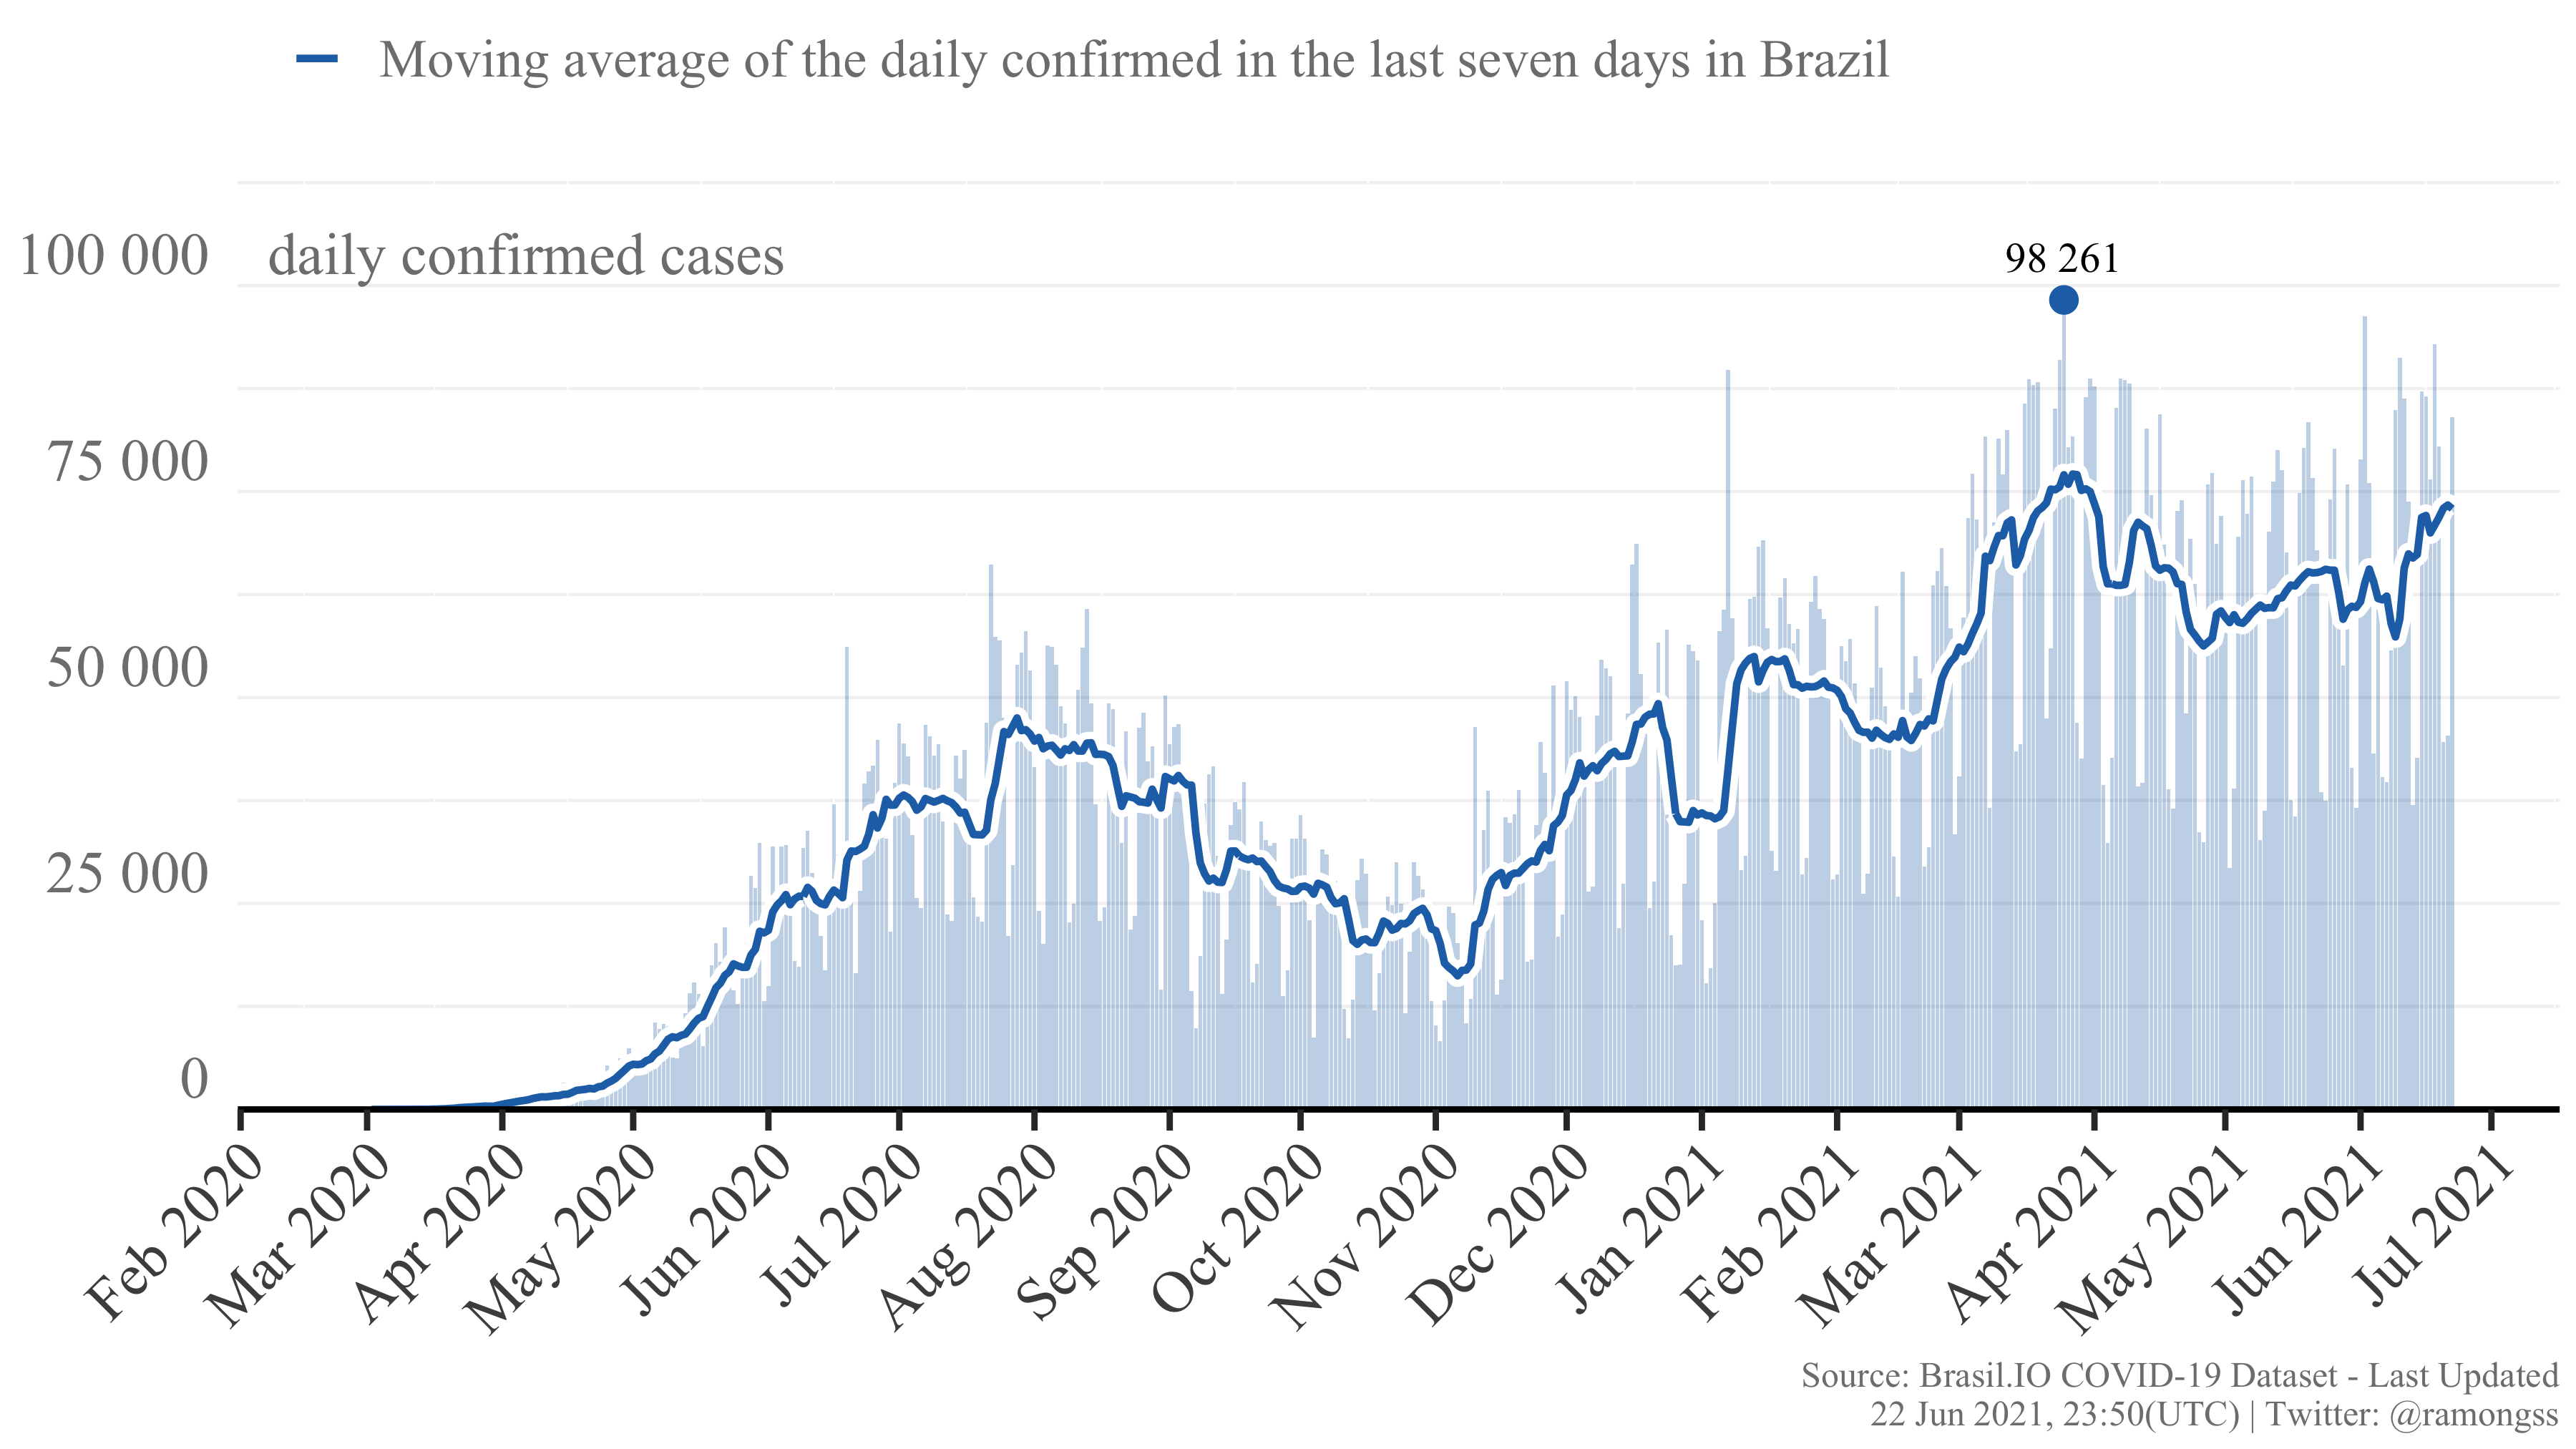 Moving average of the daily confirmed in the last seven days in Brazil
100 000
daily confirmed cases
98 261
75 000
50 000
25 000
0
Feb 2020
Mar 2020
Apr 2020
May 2020
Jun 2020
Jul 2020
Aug 2020
Sep 2020
Oct 2020
Nov 2020
Dec 2020
Jan 2021
Feb 2021
Mar 2021
Apr 2021
May 2021
Jun 2021
Jul 2021
Source: Brasil.IO COVID-19 Dataset - Last Updated
22 Jun 2021, 23:50(UTC) | Twitter: @ramongss